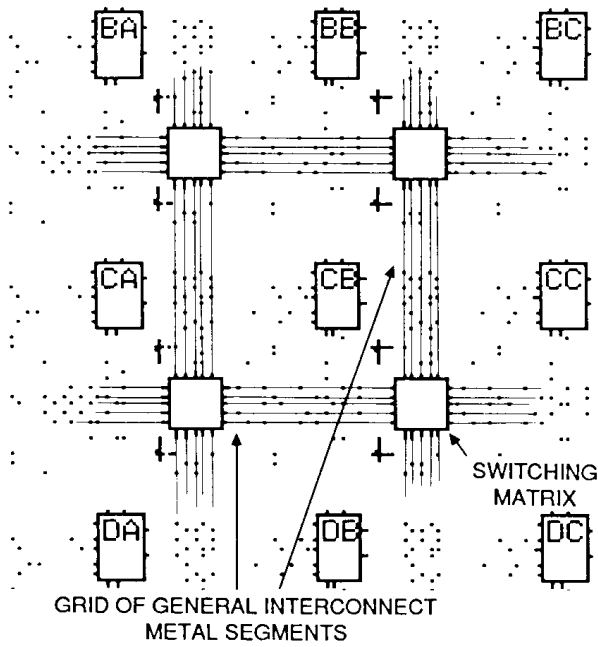 BA BB BC
CA CB CC
SWITCHING
MATRIX
DA DB DC
GRID OF GENERAL INTERCONNECT
METAL SEGMENTS